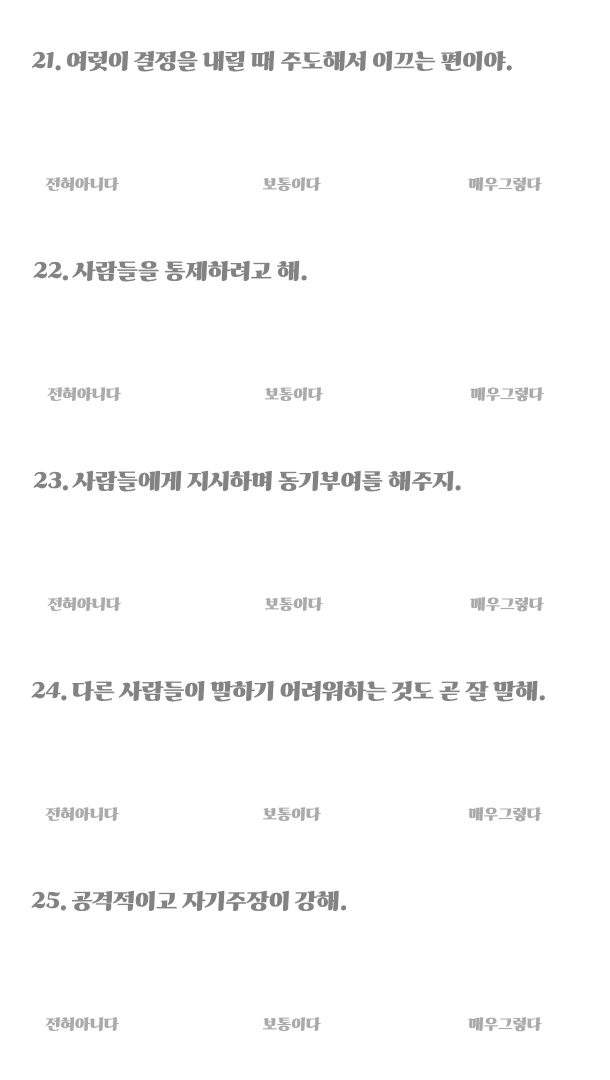 21. 여럿이 결정을 내릴 때 주도해서 이끄는 편이야.
전혀아니다 보통이다 매우그렇다
22. 사람들을 통제하려고 해.
전혀아니다 보통이다 매우그렇다
23. 사람들에게 지시하며 동기부여를 해주지.
전혀아니다 보통이다 매우그렇다
24. 다른 사람들이 말하기 어려워하는 것도 곧 잘 말해.
전혀아니다 보통이다 매우그렇다
25. 공격적이고 자기주장이 강해.
전혀아니다 보통이다 매우그렇다